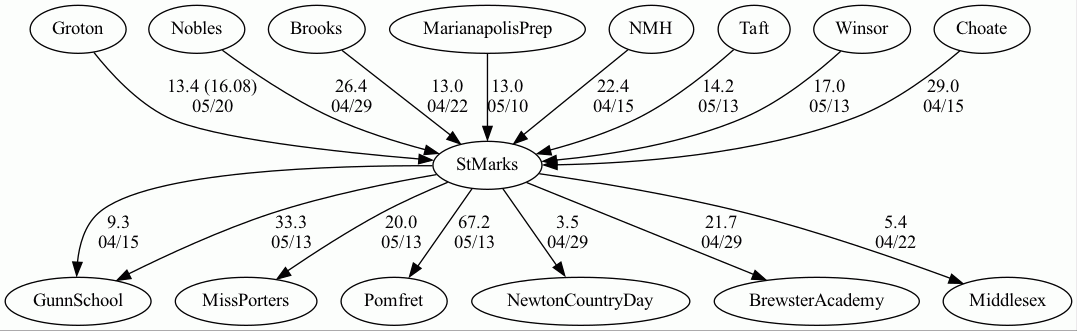 Groton Nobles Brooks MarianapolisPrep NMH Taft Winsor Choate
13.4 (16.08) 26.4 13.0 13.0 22.4 14.2 17.0 29.0
05/20 04/29 04/22 05/10 04/15 05/13 05/13 04/15
StMarks
9.3 33.3 20.0 67.2 3.5 21.7 5.4
04/15 05/13 05/13 05/13 04/29 04/29 04/22
GunnSchool MissPorters Pomfret NewtonCountryDay BrewsterAcademy Middlesex